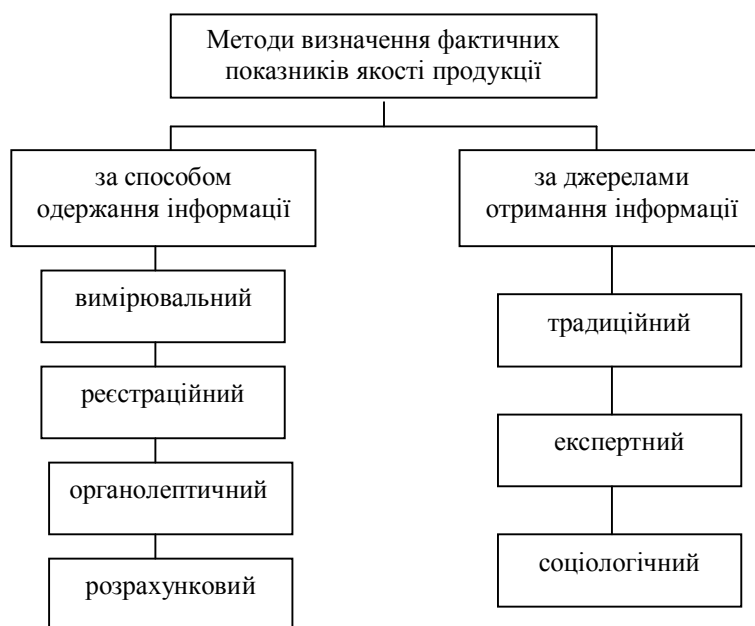 Методи визначення фактичних
показників якості продукції
за способом
одержання інформації
вимірювальний
реєстраційний
органолептичний
розрахунковий
за джерелами
отримання інформації
традиційний
експертний
соціологічний